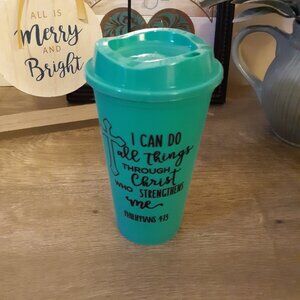 ALL IS
Merry
AND
Bright
I CAN DO
all things
THROUGH
Christ
WHO STRENGTHENS
me
PHILIPPIANS 4:13